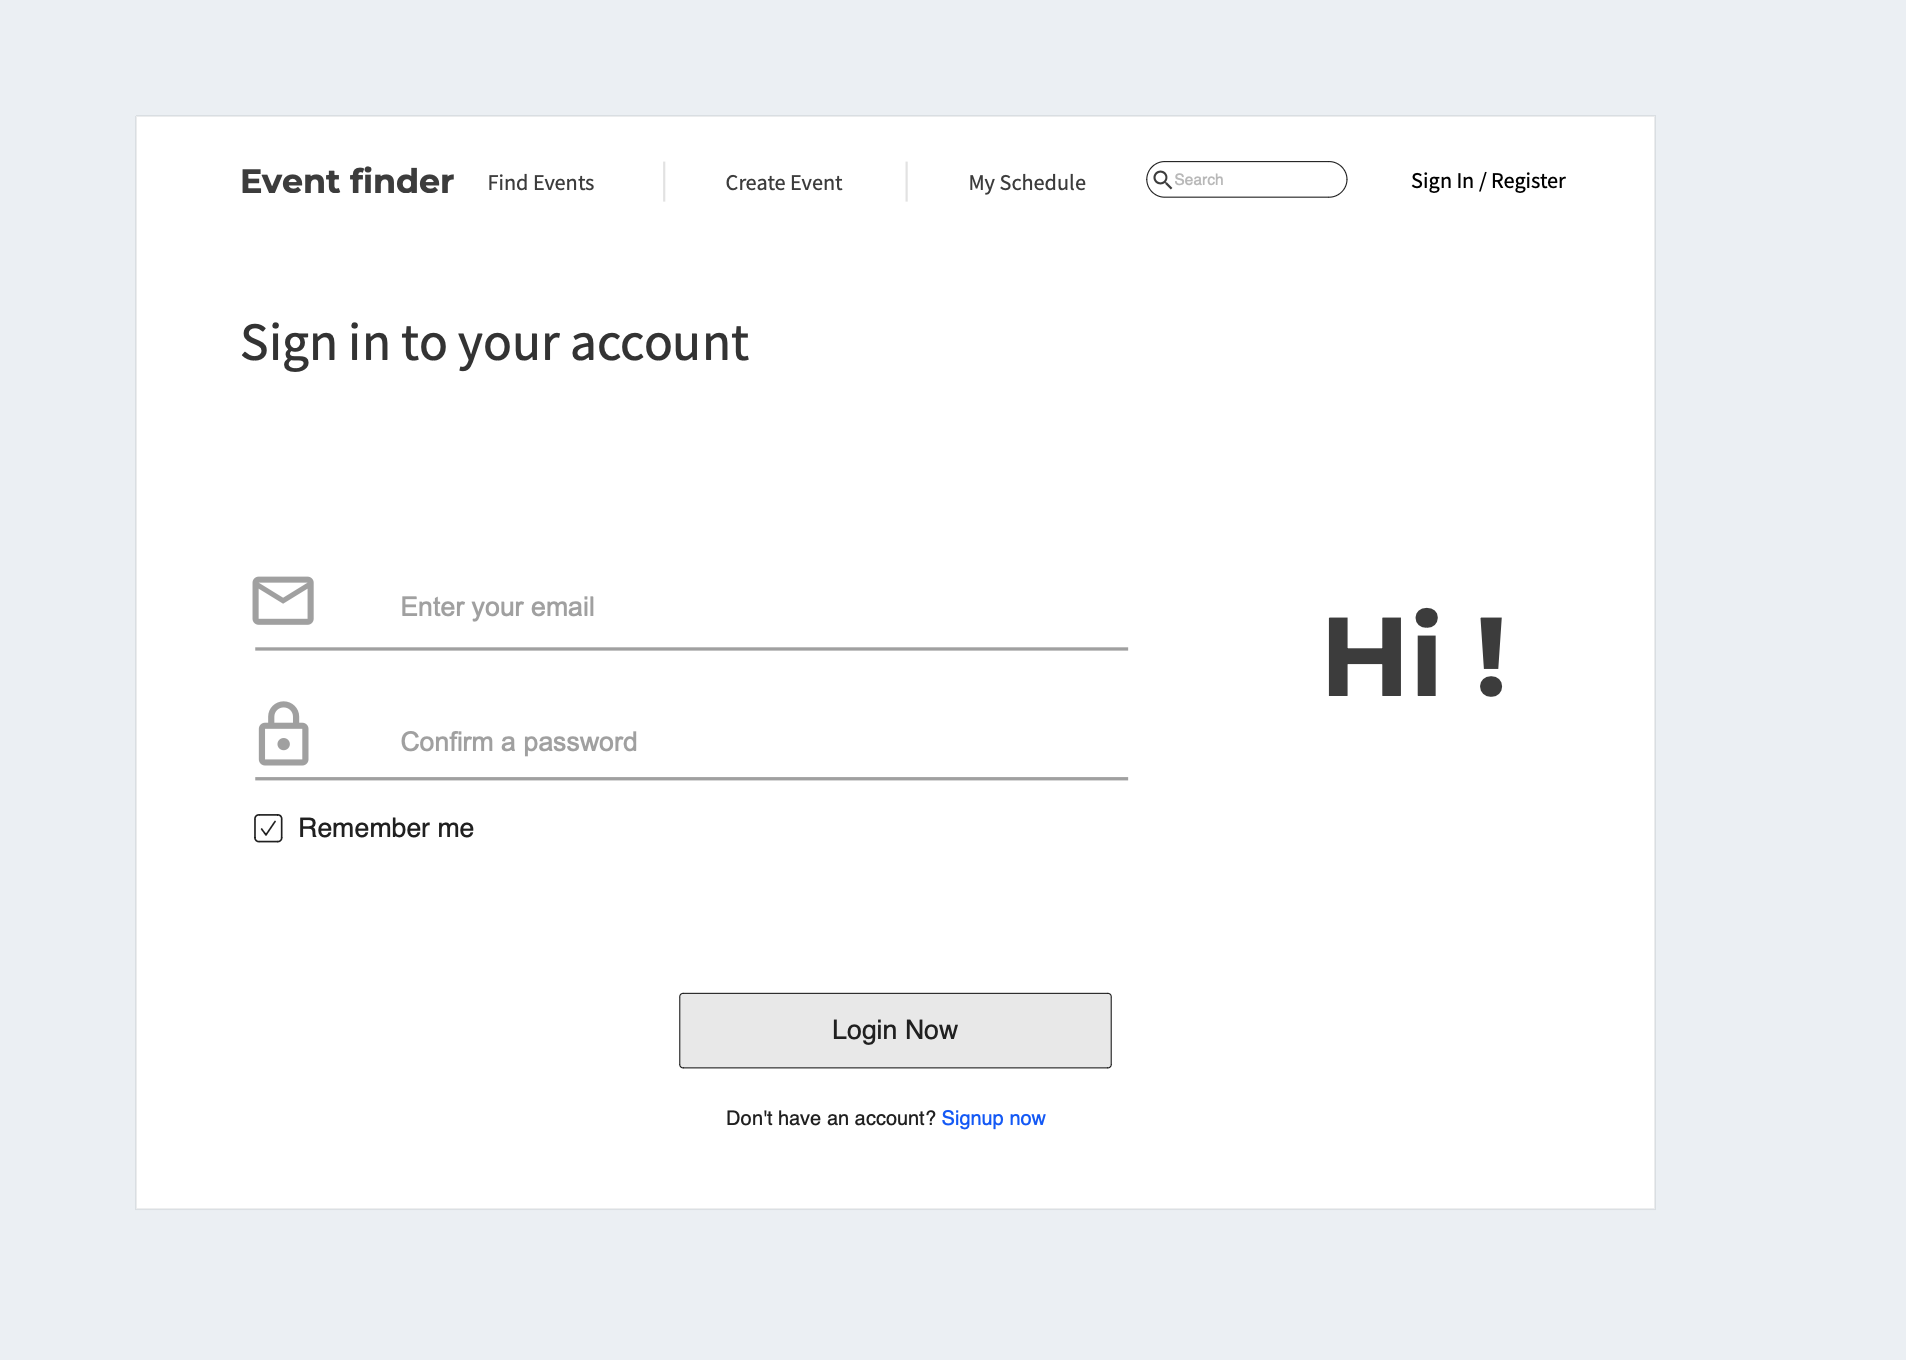 Event finder Find Events Create Event My Schedule Search Sign In / Register
Sign in to your account
Enter your email
Hi !
Confirm a password
Remember me
Login Now
Don't have an account? Signup now